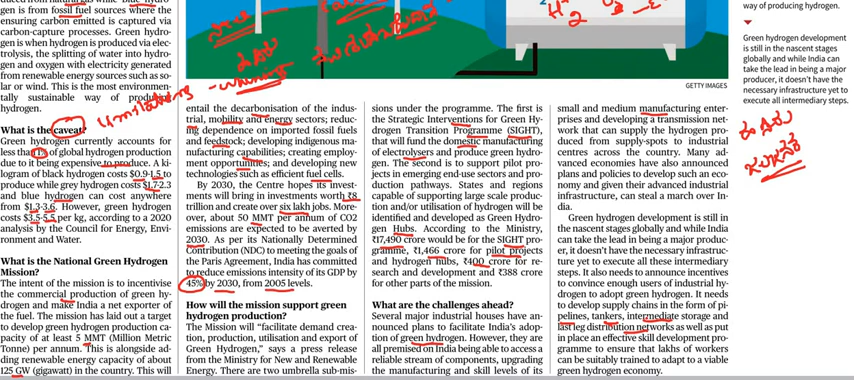 duced from natural gas while 'Blue hydro-
gen is from fossil fuel sources where the
ensuring carbon emitted is captured via
carbon-capture processes. Green hydro-
gen is when hydrogen is produced via elec-
trolysis, the splitting of water into hydro-
gen and oxygen with electricity generated
from renewable energy sources such as so-
lar or wind. This is the most environmen-
tally sustainable way of producing
hydrogen.
What is the caveat?
Green hydrogen currently accounts for
less than 1% of global hydrogen production
due to it being expensive to produce. A ki-
logram of black hydrogen costs $0.9-1.5 to
produce while grey hydrogen costs $1.7-2.3
and blue hydrogen can cost anywhere
from $1.3-3.6. However, green hydrogen
costs $3.5-5.5 per kg, according to a 2020
analysis by the Council for Energy, Envi-
ronment and Water.
What is the National Green Hydrogen
Mission?
The intent of the mission is to incentivise
the commercial production of green hy-
drogen and make India a net exporter of
the fuel. The mission has laid out a target
to develop green hydrogen production ca-
pacity of at least 5 MMT (Million Metric
Tonne) per annum. This is alongside ad-
ding renewable energy capacity of about
125 GW (gigawatt) in the country. This will
GETTY IMAGES
entail the decarbonisation of the indus-
trial, mobility and energy sectors; reduc-
ing dependence on imported fossil fuels
and feedstock; developing indigenous ma-
nufacturing capabilities; creating employ-
ment opportunities; and developing new
technologies such as efficient fuel cells.
By 2030, the Centre hopes its invest-
ments will bring in investments worth ₹8
trillion and create over six lakh jobs. More-
over, about 50 MMT per annum of CO2
emissions are expected to be averted by
2030. As per its Nationally Determined
Contribution (NDC) to meeting the goals of
the Paris Agreement, India has committed
to reduce emissions intensity of its GDP by
45% by 2030, from 2005 levels.
How will the mission support green
hydrogen production?
The Mission will "facilitate demand crea-
tion, production, utilisation and export of
Green Hydrogen," says a press release
from the Ministry for New and Renewable
Energy. There are two umbrella sub-mis-
sions under the programme. The first is
the Strategic Interventions for Green Hy-
drogen Transition Programme (SIGHT),
that will fund the domestic manufacturing
of electrolysers and produce green hydro-
gen. The second is to support pilot pro-
jects in emerging end-use sectors and pro-
duction pathways. States and regions
capable of supporting large scale produc-
tion and/or utilisation of hydrogen will be
identified and developed as Green Hydro-
gen Hubs. According to the Ministry,
₹17,490 crore would be for the SIGHT pro-
gramme, ₹1,466 crore for pilot projects
and hydrogen hubs, ₹400 crore for re-
search and development and ₹388 crore
for other parts of the mission.
What are the challenges ahead?
Several major industrial houses have an-
nounced plans to facilitate India's adop-
tion of green hydrogen. However, they are
all premised on India being able to access a
reliable stream of components, upgrading
the manufacturing and skill levels of its
small and medium manufacturing enter-
prises and developing a transmission net-
work that can supply the hydrogen pro-
duced from supply-spots to industrial
centres across the country. Many ad-
vanced economies have also announced
plans and policies to develop such an eco-
nomy and given their advanced industrial
infrastructure, can steal a march over In-
dia.
Green hydrogen development is still in
the nascent stages globally and while India
can take the lead in being a major produc-
er, it doesn't have the necessary infrastruc-
ture yet to execute all these intermediary
steps. It also needs to announce incentives
to convince enough users of industrial hy-
drogen to adopt green hydrogen. It needs
to develop supply chains in the form of pi-
pelines, tankers, intermediate storage and
last leg distribution networks as well as put
in place an effective skill development pro-
gramme to ensure that lakhs of workers
can be suitably trained to adapt to a viable
green hydrogen economy.
way of producing hydrogen.
Green hydrogen development
is still in the nascent stages
globally and while India can
take the lead in being a major
producer, it doesn't have the
necessary infrastructure yet to
execute all intermediary steps.